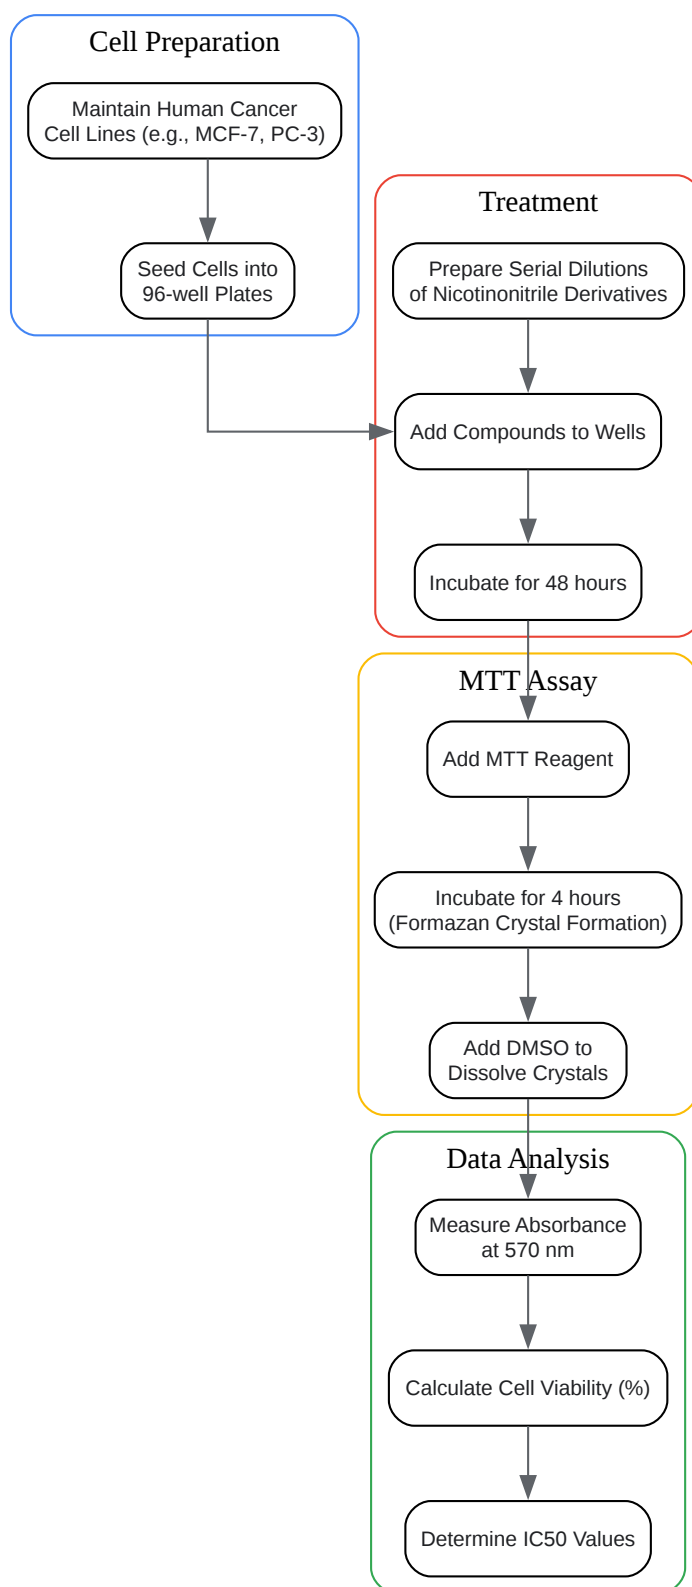 Cell Preparation
Maintain Human Cancer
Cell Lines (e.g., MCF-7, PC-3)
Seed Cells into
96-well Plates
Treatment
Prepare Serial Dilutions
of Nicotinonitrile Derivatives
Add Compounds to Wells
Incubate for 48 hours
MTT Assay
Add MTT Reagent
Incubate for 4 hours
(Formazan Crystal Formation)
Add DMSO to
Dissolve Crystals
Data Analysis
Measure Absorbance
at 570 nm
Calculate Cell Viability (%)
Determine IC50 Values